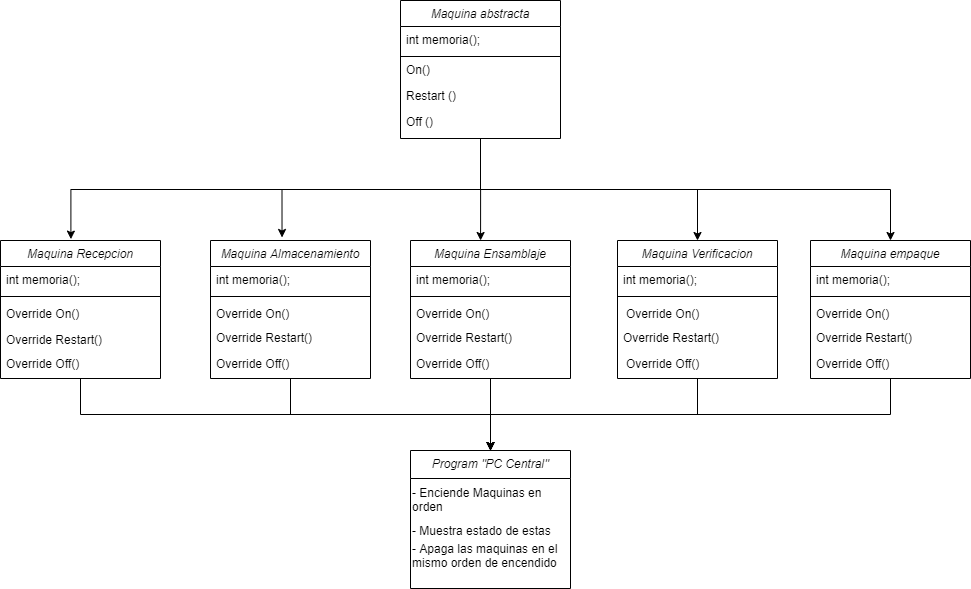 Maquina abstracta
int memoria();
On()
Restart ()
Off ()
Maquina Recepcion
int memoria();
Override On()
Override Restart()
Override Off()
Maquina Almacenamiento
int memoria();
Override On()
Override Restart()
Override Off()
Maquina Ensamblaje
int memoria();
Override On()
Override Restart()
Override Off()
Maquina Verificacion
int memoria();
Override On()
Override Restart()
Override Off()
Maquina empaque
int memoria();
Override On()
Override Restart()
Override Off()
Program "PC Central"
- Enciende Maquinas en
orden
- Muestra estado de estas
- Apaga las maquinas en el
mismo orden de encendido